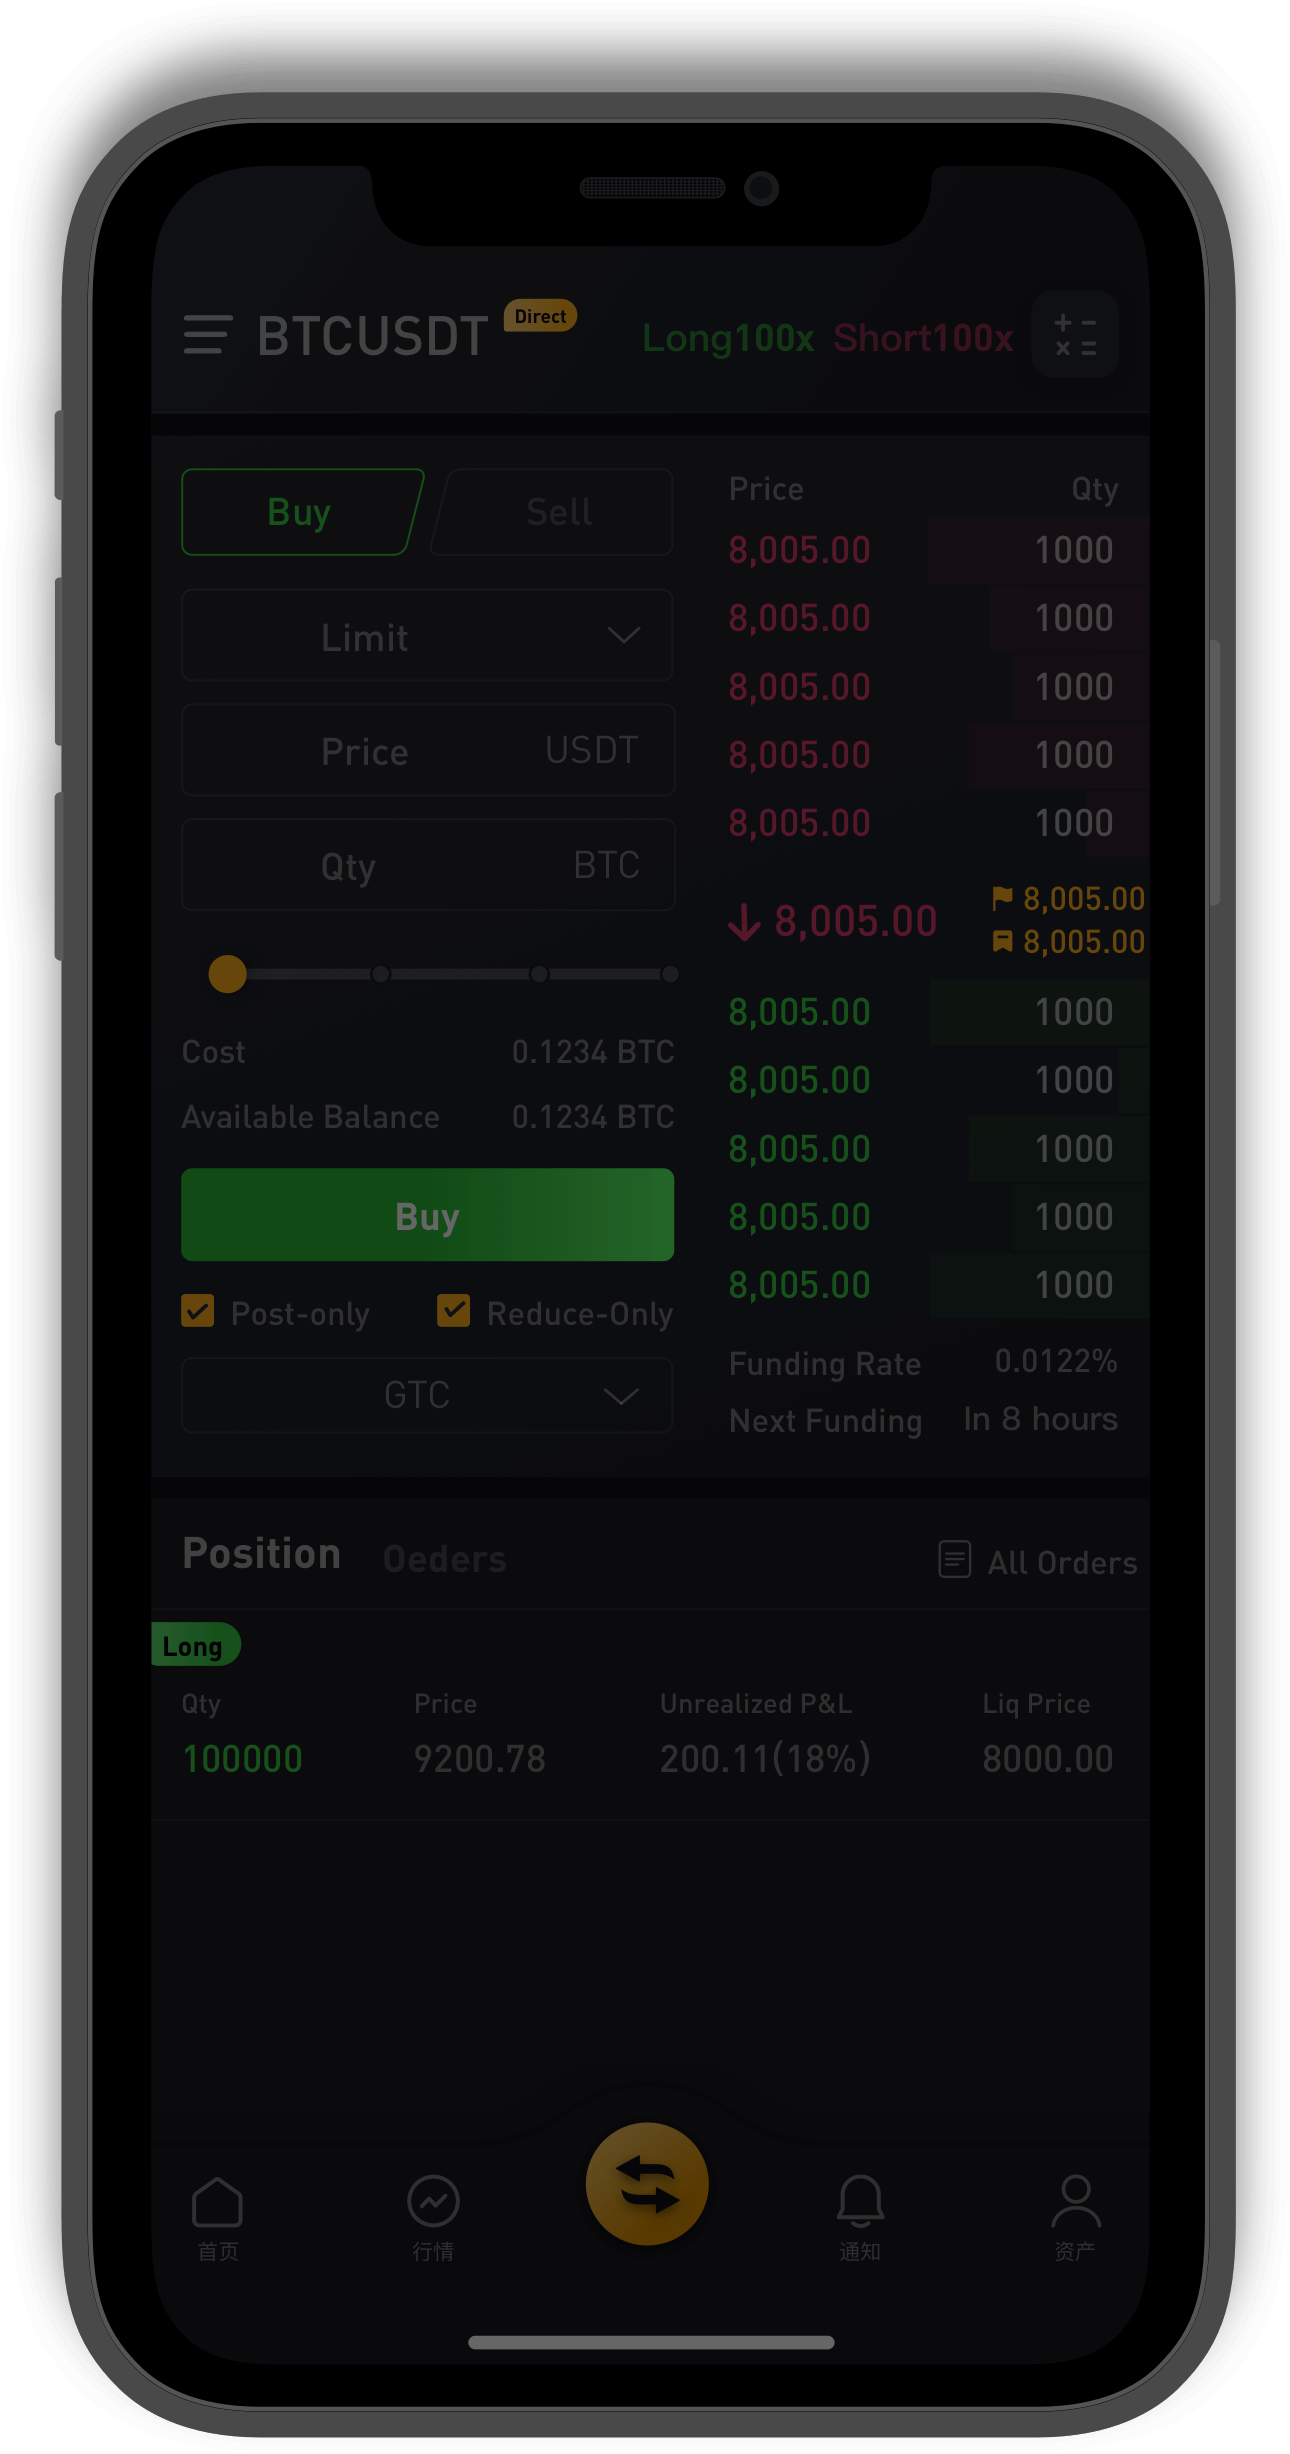 BTCUSDT Direct Long100x Short100x
Buy Sell
Limit
Price USDT
Qty BTC
Cost 0.1234 BTC
Available Balance 0.1234 BTC
Buy
Post-only Reduce-Only
GTC
Price Qty
8,005.00 1000
8,005.00 1000
8,005.00 1000
8,005.00 1000
8,005.00 1000
8,005.00 8,005.00
8,005.00
8,005.00 1000
8,005.00 1000
8,005.00 1000
8,005.00 1000
8,005.00 1000
Funding Rate 0.0122%
Next Funding In 8 hours
Position Oeders All Orders
Long
Qty Price Unrealized P&L Liq Price
100000 9200.78 200.11(18%) 8000.00
首页 行情 通知 资产